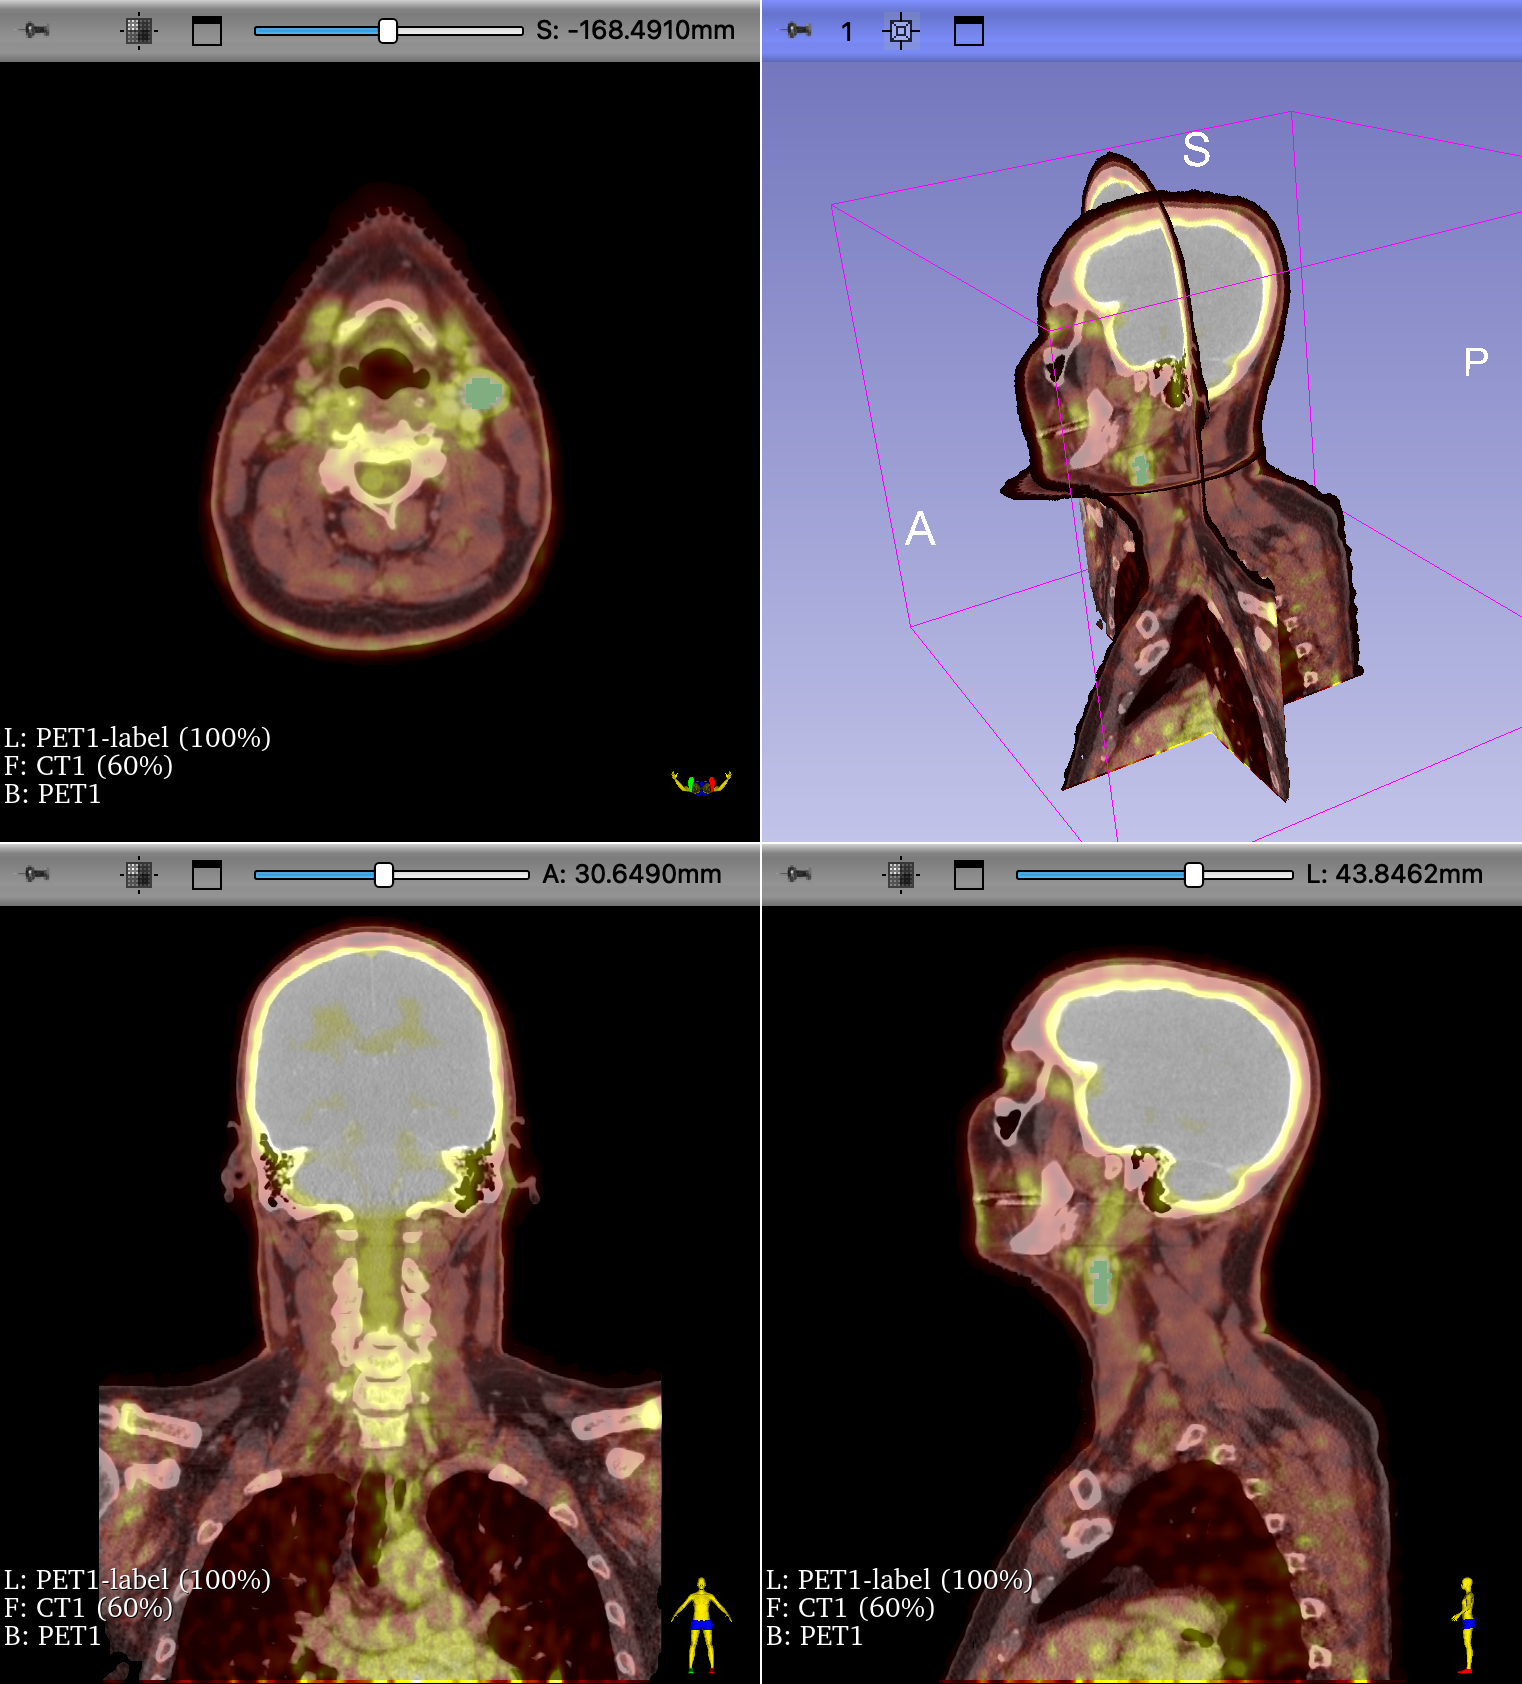 S: -168.4910mm
1
S
P
A
L: PET1-label (100%)
F: CT1 (60%)
B: PET1
A: 30.6490mm
L: 43.8462mm
L: PET1-label (100%)
F: CT1 (60%)
B: PET1
L: PET1-label (100%)
F: CT1 (60%)
B: PET1